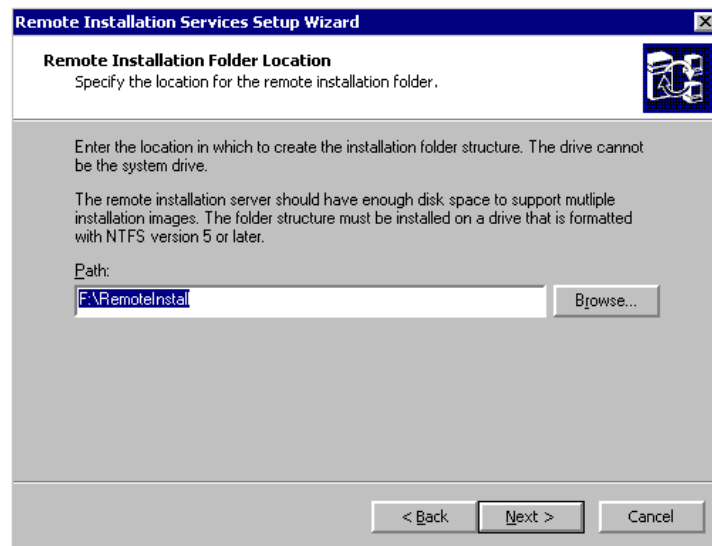 Remote Installation Services Setup Wizard
Remote Installation Folder Location
Specify the location for the remote installation folder.
Enter the location in which to create the installation folder structure. The drive cannot
be the system drive.
The remote installation server should have enough disk space to support mutliple
installation images. The folder structure must be installed on a drive that is formatted
with NTFS version 5 or later.
Path:
F:\RemoteInstall
Browse...
< Back
Next >
Cancel